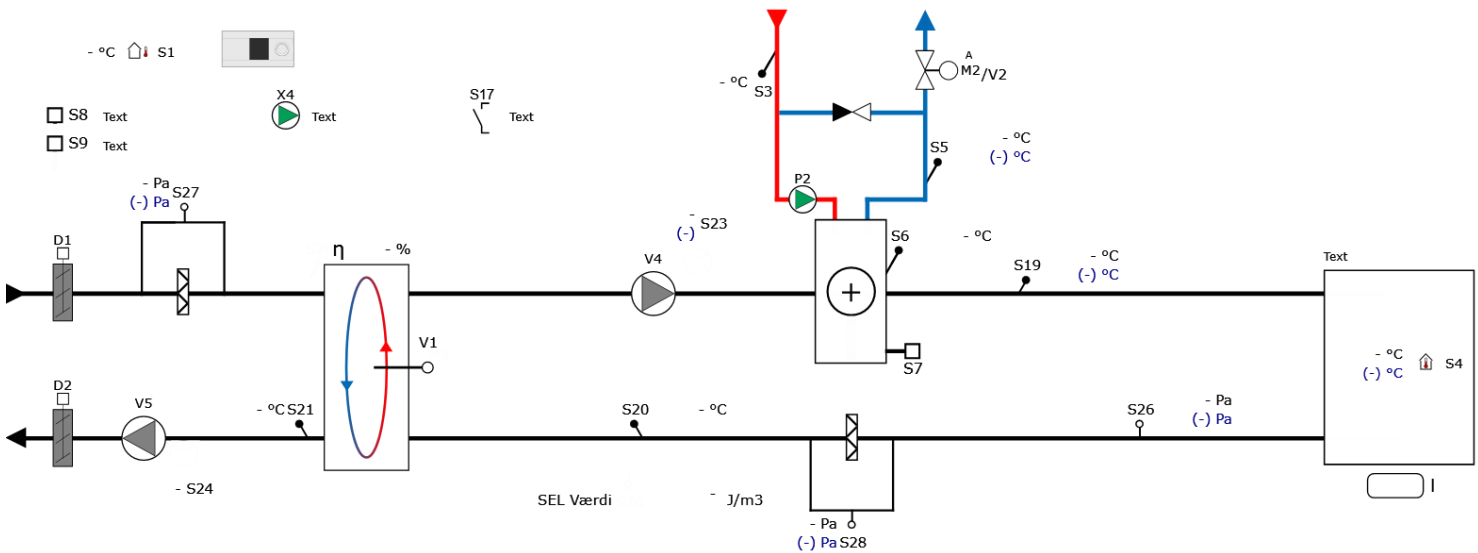 - °C S1
S8 Text
S9 Text
X4
Text
S17
Text
- °C
S3
A
M2/V2
- °C
(-) °C
S5
P2
- Pa
(-) Pa
S27
D1
η - %
-
(-)
S23
V4
S6
- °C
S19
- °C
(-) °C
Text
V1
S7
- °C
(-) °C
S4
D2
V5
- °C S21
S20
- °C
S26
- Pa
(-) Pa
- S24
SEL Værdi - J/m3
I
- Pa
(-) Pa S28